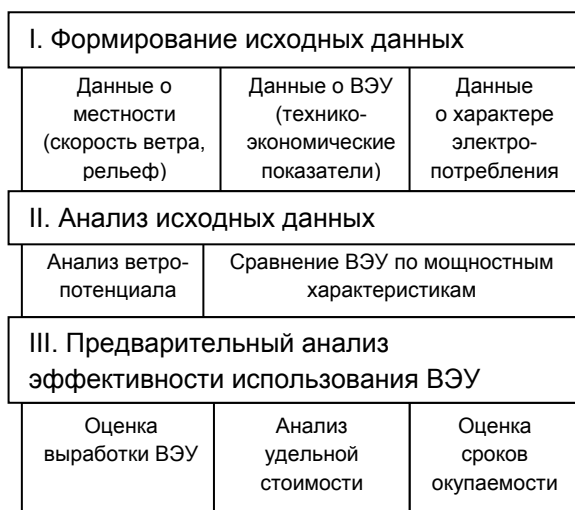 I. Формирование исходных данных
Данные о
местности
(скорость ветра,
рельеф)
Данные о ВЭУ
(технико-
экономические
показатели)
Данные
о характере
электро-
потребления
II. Анализ исходных данных
Анализ ветро-
потенциала
Сравнение ВЭУ по мощностным
характеристикам
III. Предварительный анализ
эффективности использования ВЭУ
Оценка
выработки ВЭУ
Анализ
удельной
стоимости
Оценка
сроков
окупаемости